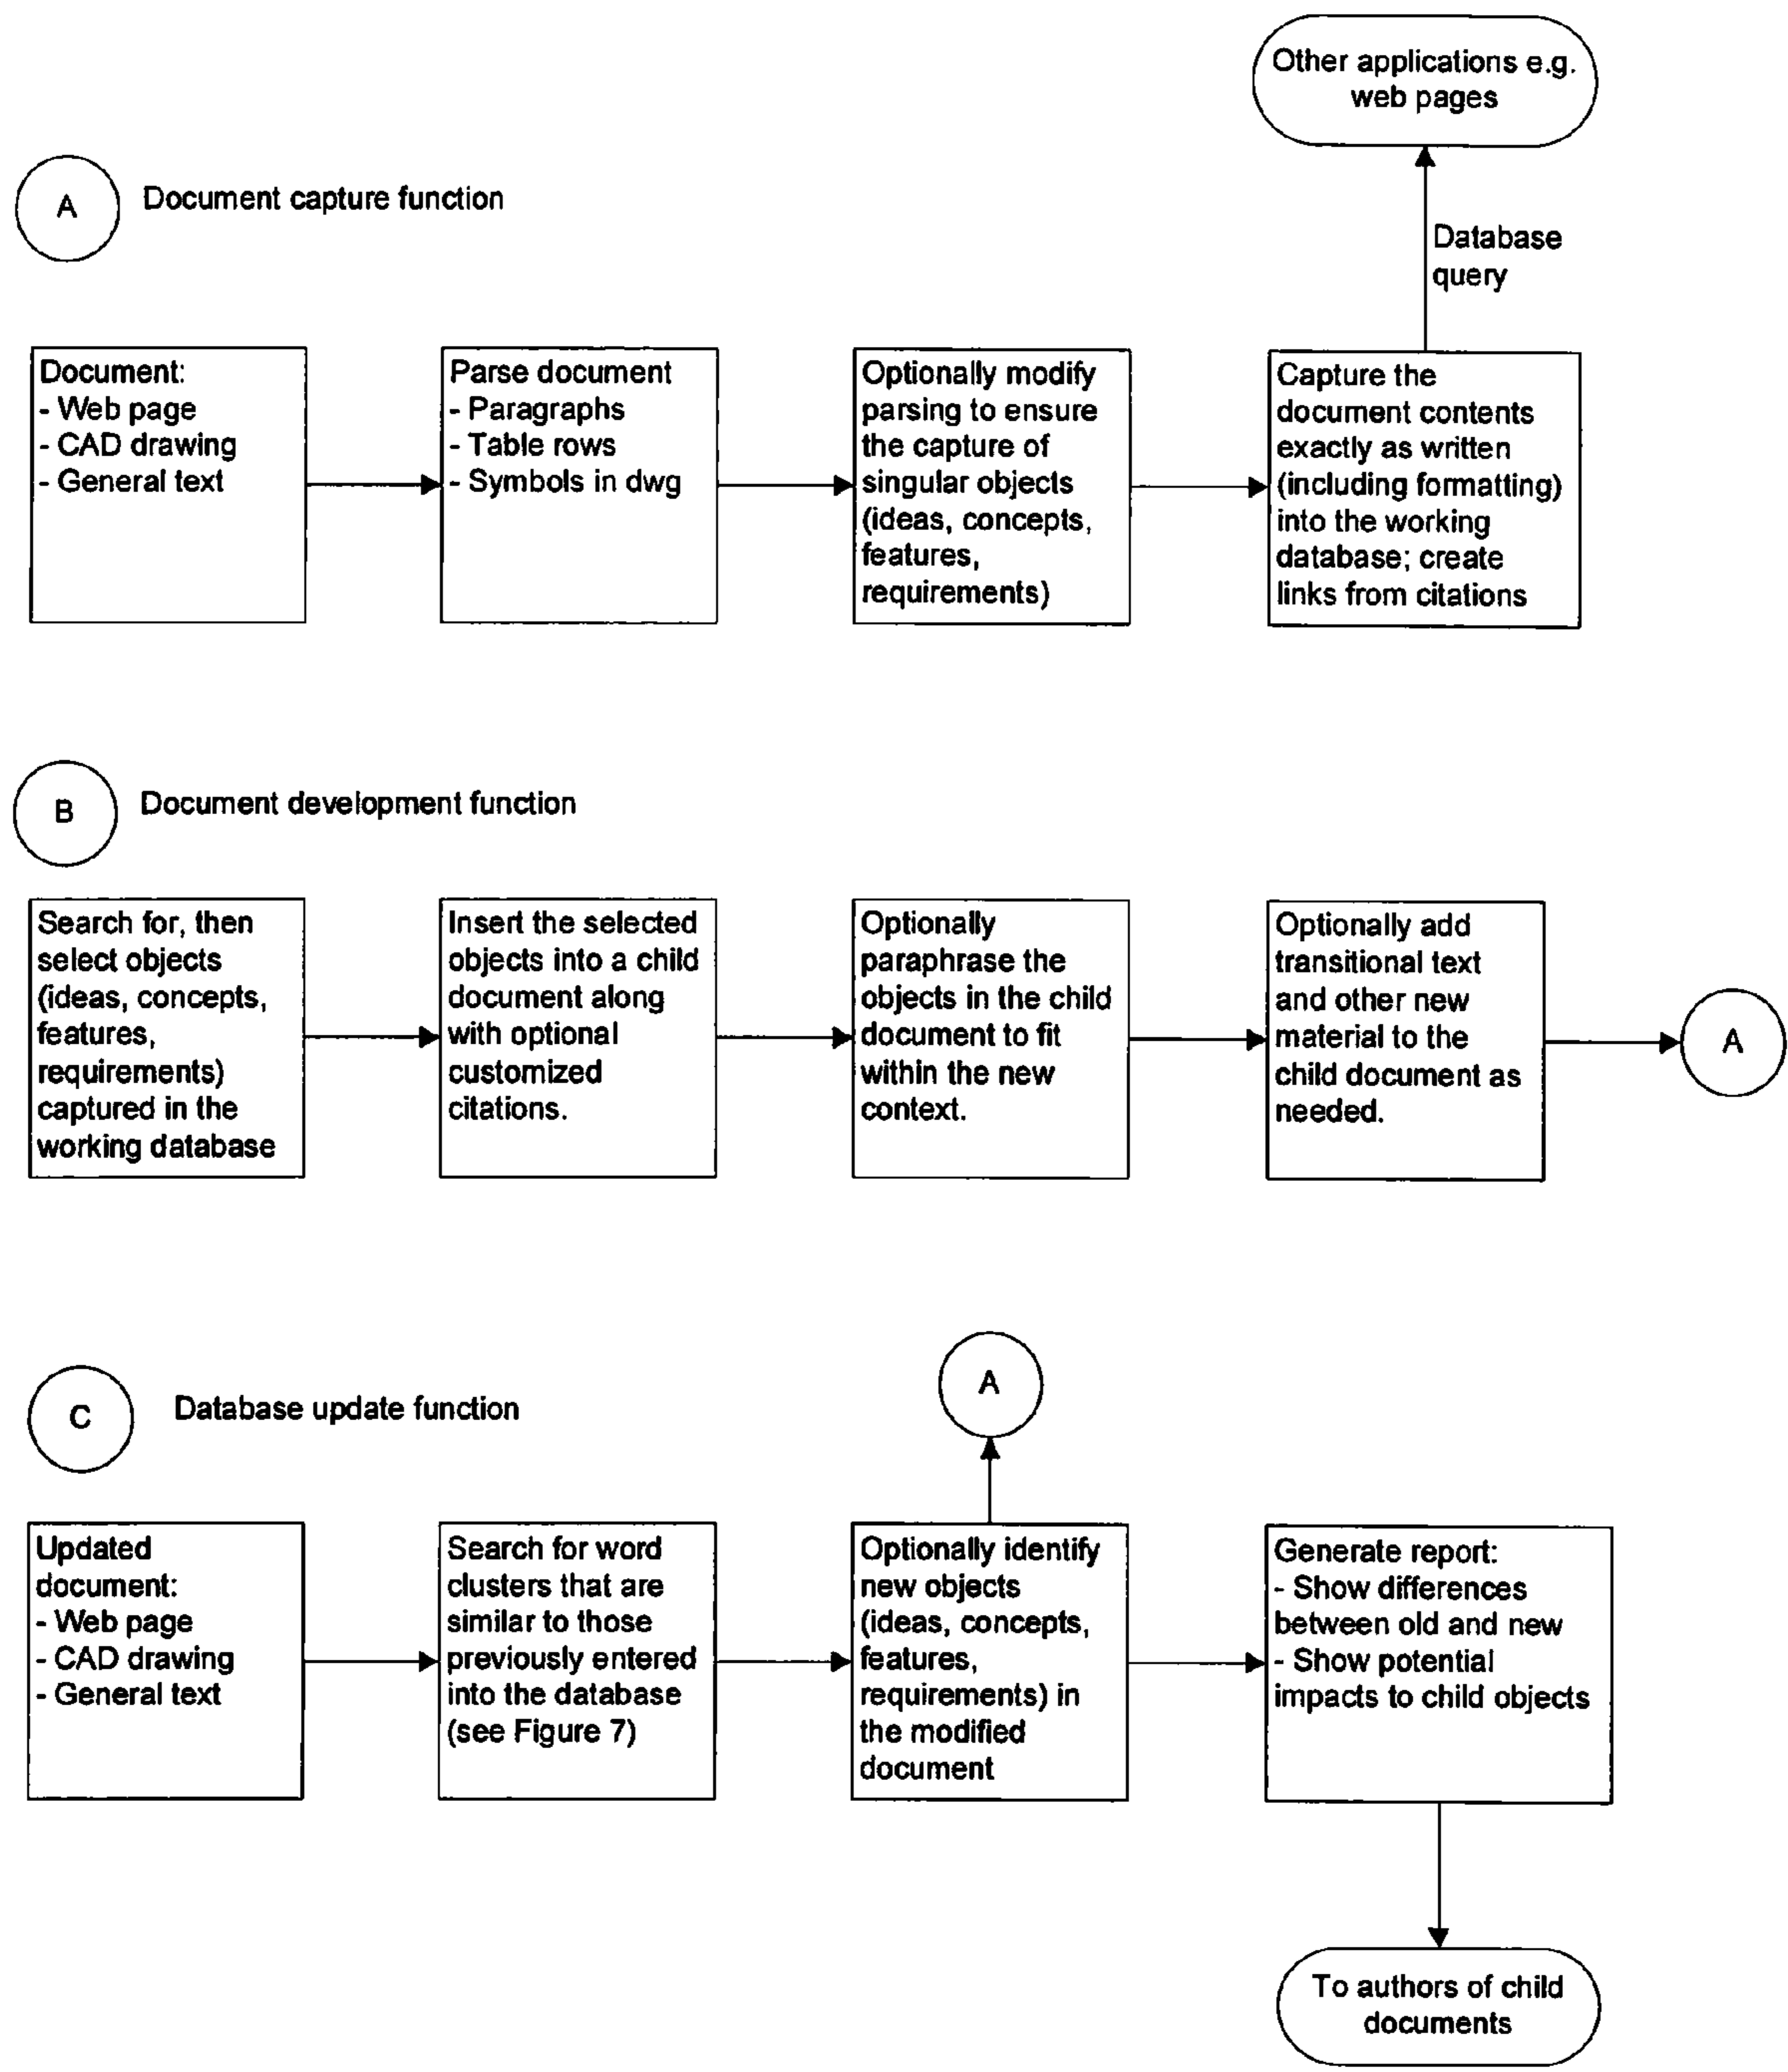 Other applications e.g.
web pages
A
Document capture function
Database
query
Document:
- Web page
- CAD drawing
- General text
Parse document
- Paragraphs
- Table rows
- Symbols in dwg
Optionally modify
parsing to ensure
the capture of
singular objects
(ideas, concepts,
features,
requirements)
Capture the
document contents
exactly as written
(including formatting)
into the working
database; create
links from citations
B
Document development function
Search for, then
select objects
(ideas, concepts,
features,
requirements)
captured in the
working database
Insert the selected
objects into a child
document along
with optional
customized
citations.
Optionally
paraphrase the
objects in the child
document to fit
within the new
context.
Optionally add
transitional text
and other new
material to the
child document as
needed.
A
C
Database update function
A
Updated
document:
- Web page
- CAD drawing
- General text
Search for word
clusters that are
similar to those
previously entered
into the database
(see Figure 7)
Optionally identify
new objects
(ideas, concepts,
features,
requirements) in
the modified
document
Generate report:
- Show differences
between old and new
- Show potential
impacts to child objects
To authors of child
documents